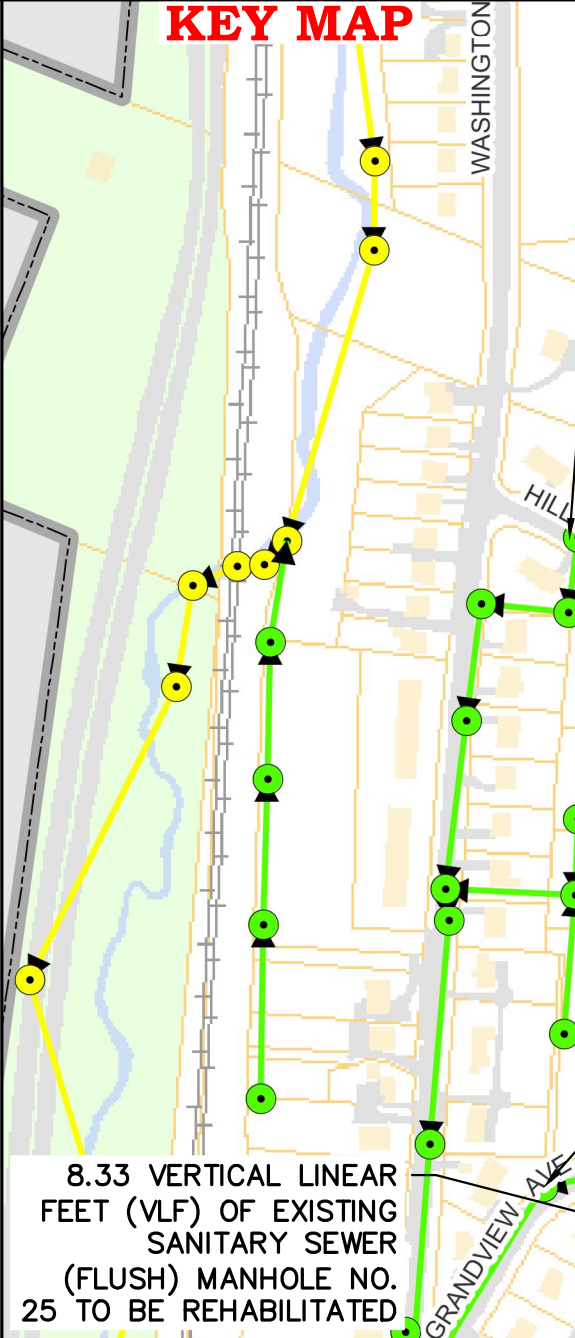 KEY MAP
WASHINGTON
HILL
8.33 VERTICAL LINEAR
FEET (VLF) OF EXISTING
SANITARY SEWER
(FLUSH) MANHOLE NO.
25 TO BE REHABILITATED
GRANDVIEW AVE